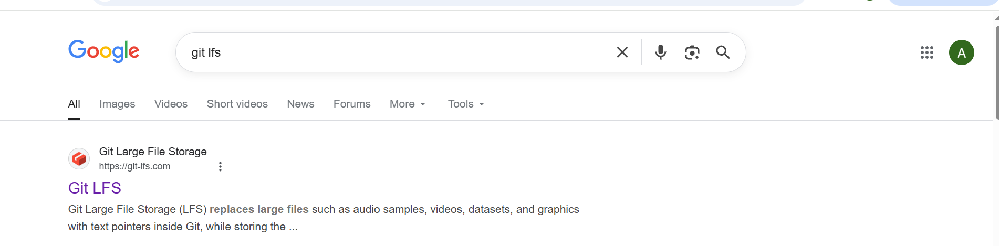 Google
git lfs
A
All Images Videos Short videos News Forums More Tools
Git Large File Storage
https://git-lfs.com
Git LFS
Git Large File Storage (LFS) replaces large files such as audio samples, videos, datasets, and graphics
with text pointers inside Git, while storing the ...